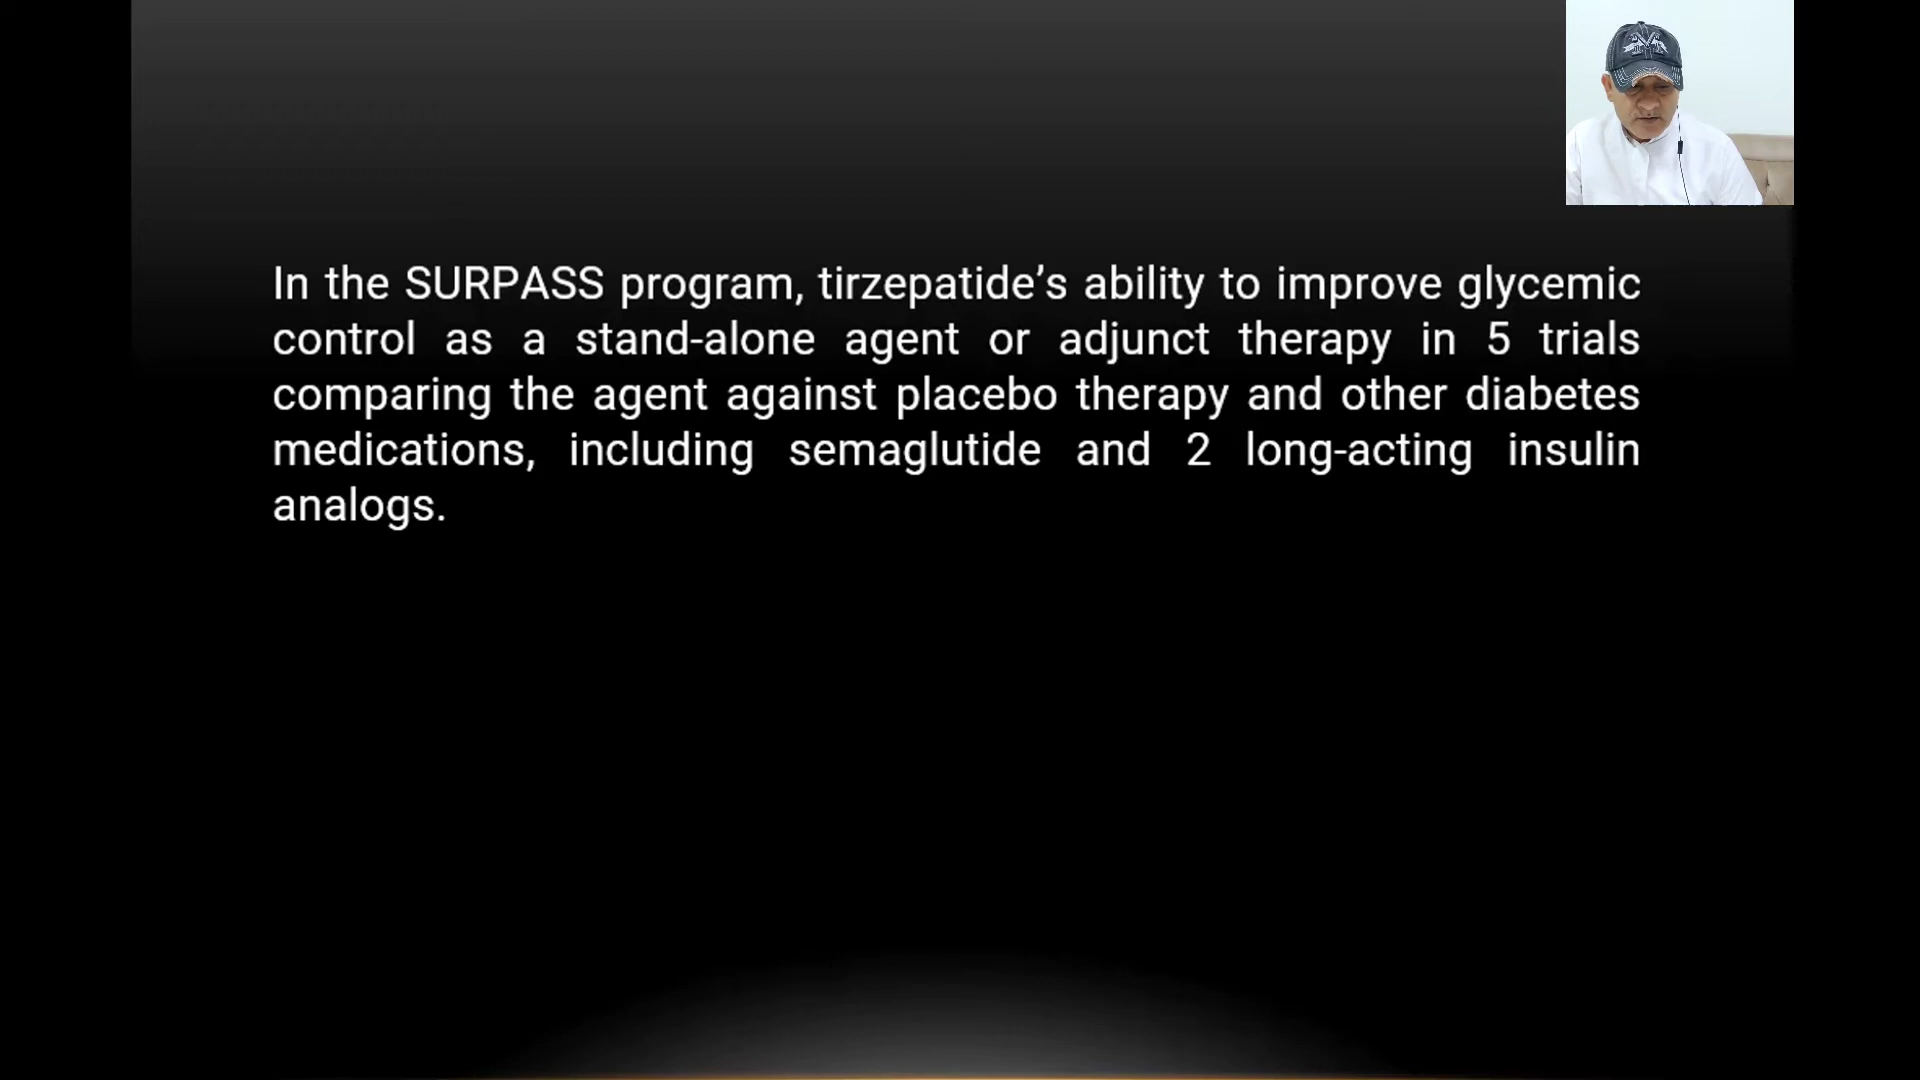 In the SURPASS program, tirzepatide’s ability to improve glycemic
control as a stand-alone agent or adjunct therapy in 5 trials
comparing the agent against placebo therapy and other diabetes
medications, including semaglutide and 2 long-acting insulin
analogs.